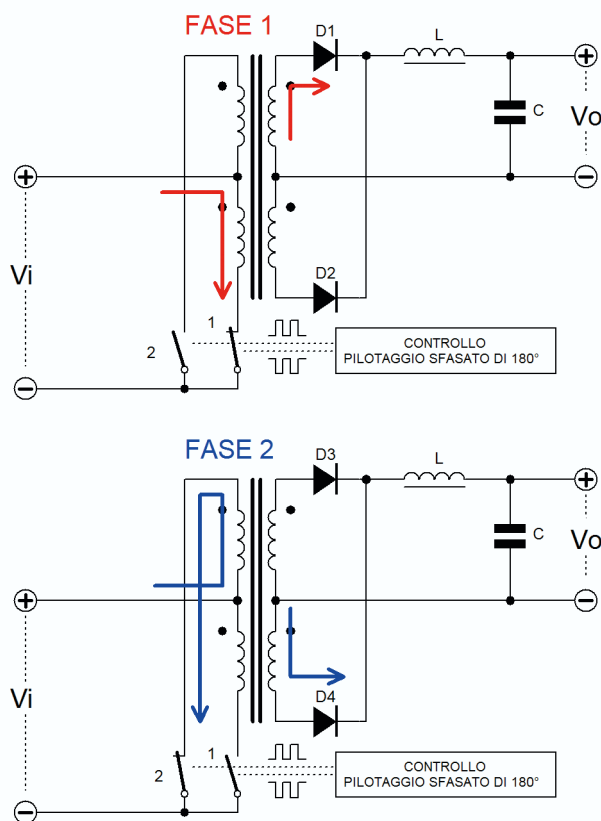 FASE 1
D1
L
+
C
Vo
+
−
Vi
D2
1
2
CONTROLLO
PILOTAGGIO SFASATO DI 180°
−
FASE 2
D3
L
+
C
Vo
+
−
Vi
D4
1
2
CONTROLLO
PILOTAGGIO SFASATO DI 180°
−